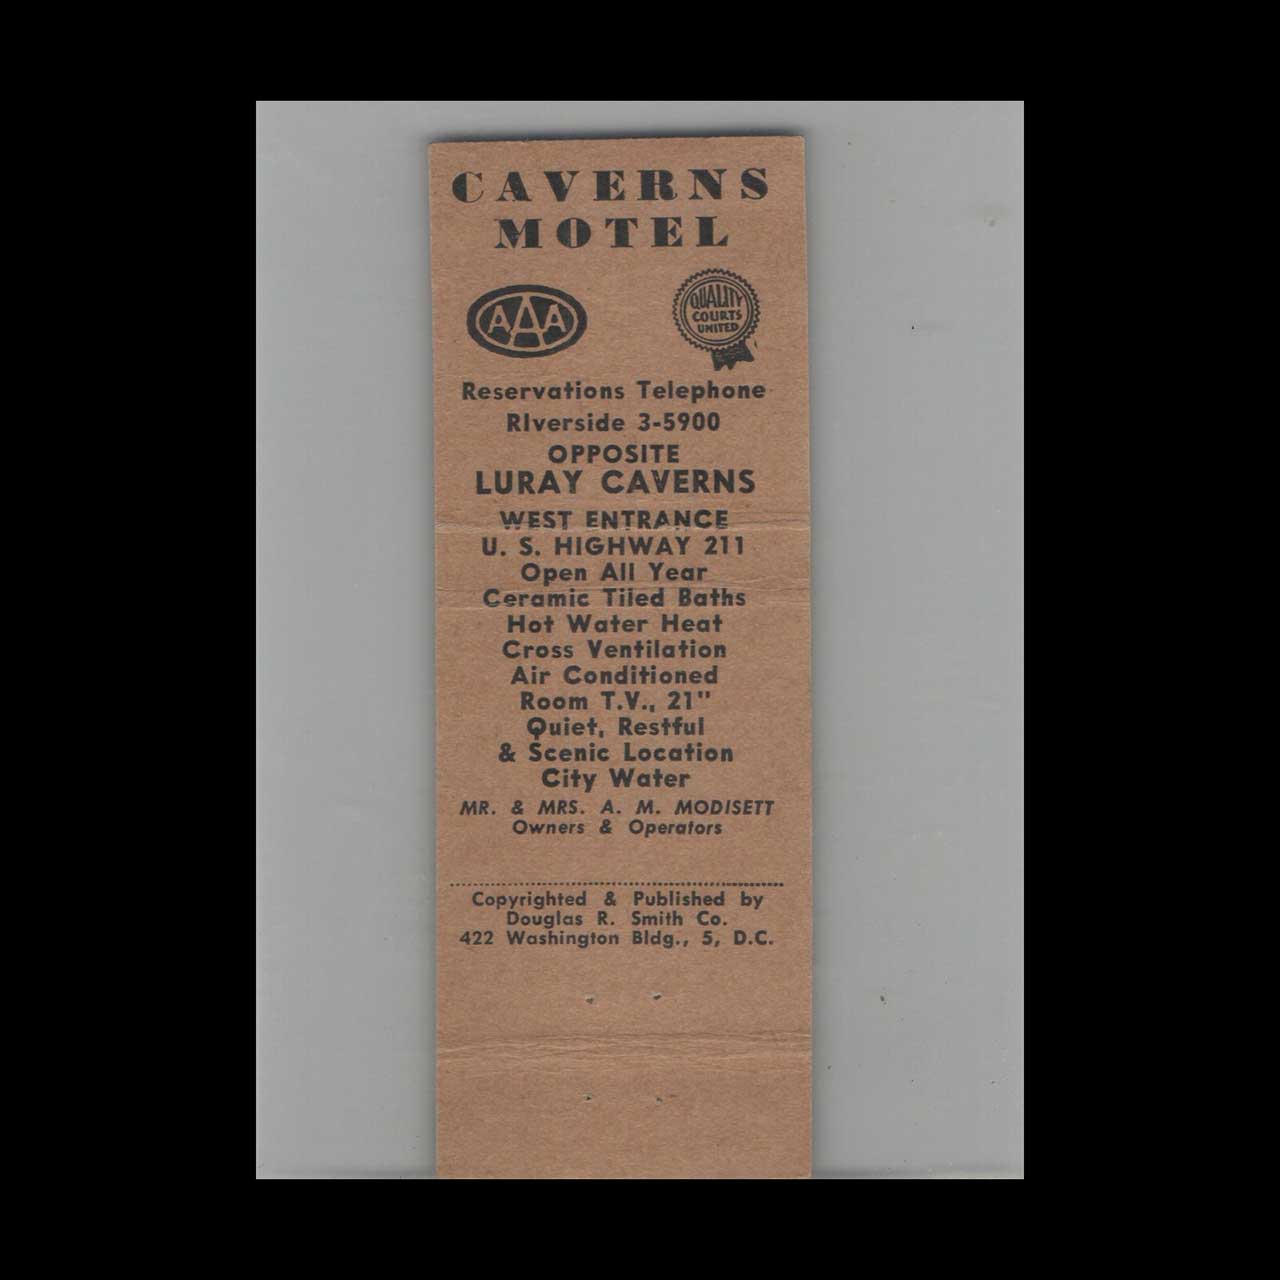 CAVERNS
MOTEL
AAA
QUALITY
COURTS
UNITED
Reservations Telephone
RIverside 3-5900
OPPOSITE
LURAY CAVERNS
WEST ENTRANCE
U. S. HIGHWAY 211
Open All Year
Ceramic Tiled Baths
Hot Water Heat
Cross Ventilation
Air Conditioned
Room T.V., 21"
Quiet, Restful
& Scenic Location
City Water
MR. & MRS. A. M. MODISETT
Owners & Operators
Copyrighted & Published by
Douglas R. Smith Co.
422 Washington Bldg., 5, D.C.